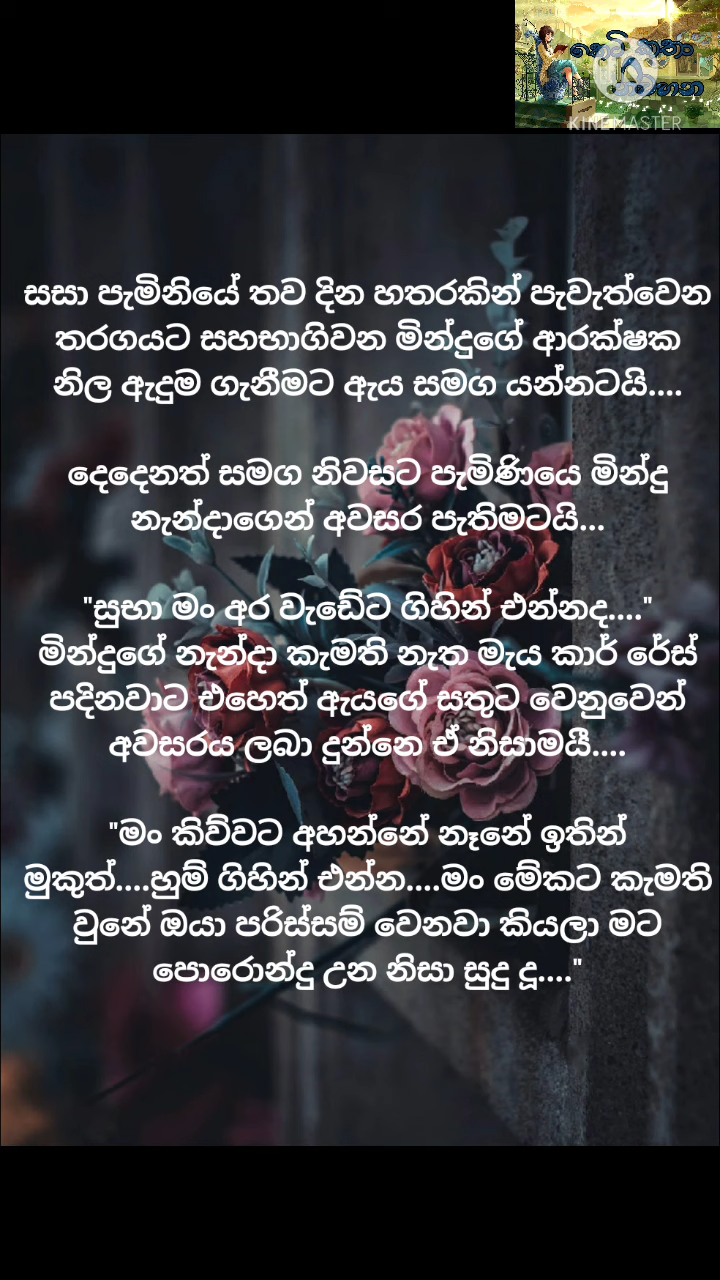 KINEMASTER
සසා පැමිනියේ තව දින හතරකින් පැවැත්වෙන
තරගයට සහභාගිවන මින්දුගේ ආරක්ෂක
නිල ඇදුම ගැනීමට ඇය සමග යන්නටයි....
දෙදෙනත් සමග නිවසට පැමිණියෙ මින්දු
නැන්දාගෙන් අවසර පැතිමටයි...
"සුභා මං අර වැඩේට ගිහින් එන්නද...."
මින්දුගේ නැන්දා කැමති නැත මැය කාර් රේස්
පදිනවාට එහෙත් ඇයගේ සතුට වෙනුවෙන්
අවසරය ලබා දුන්නෙ ඒ නිසාමයී....
"මං කිව්වට අහන්නේ නෑනේ ඉතින්
මුකුත්....හුම් ගිහින් එන්න....මං මේකට කැමති
වුනේ ඔයා පරිස්සම් වෙනවා කියලා මට
පොරොන්දු උන නිසා සුදු දූ...."